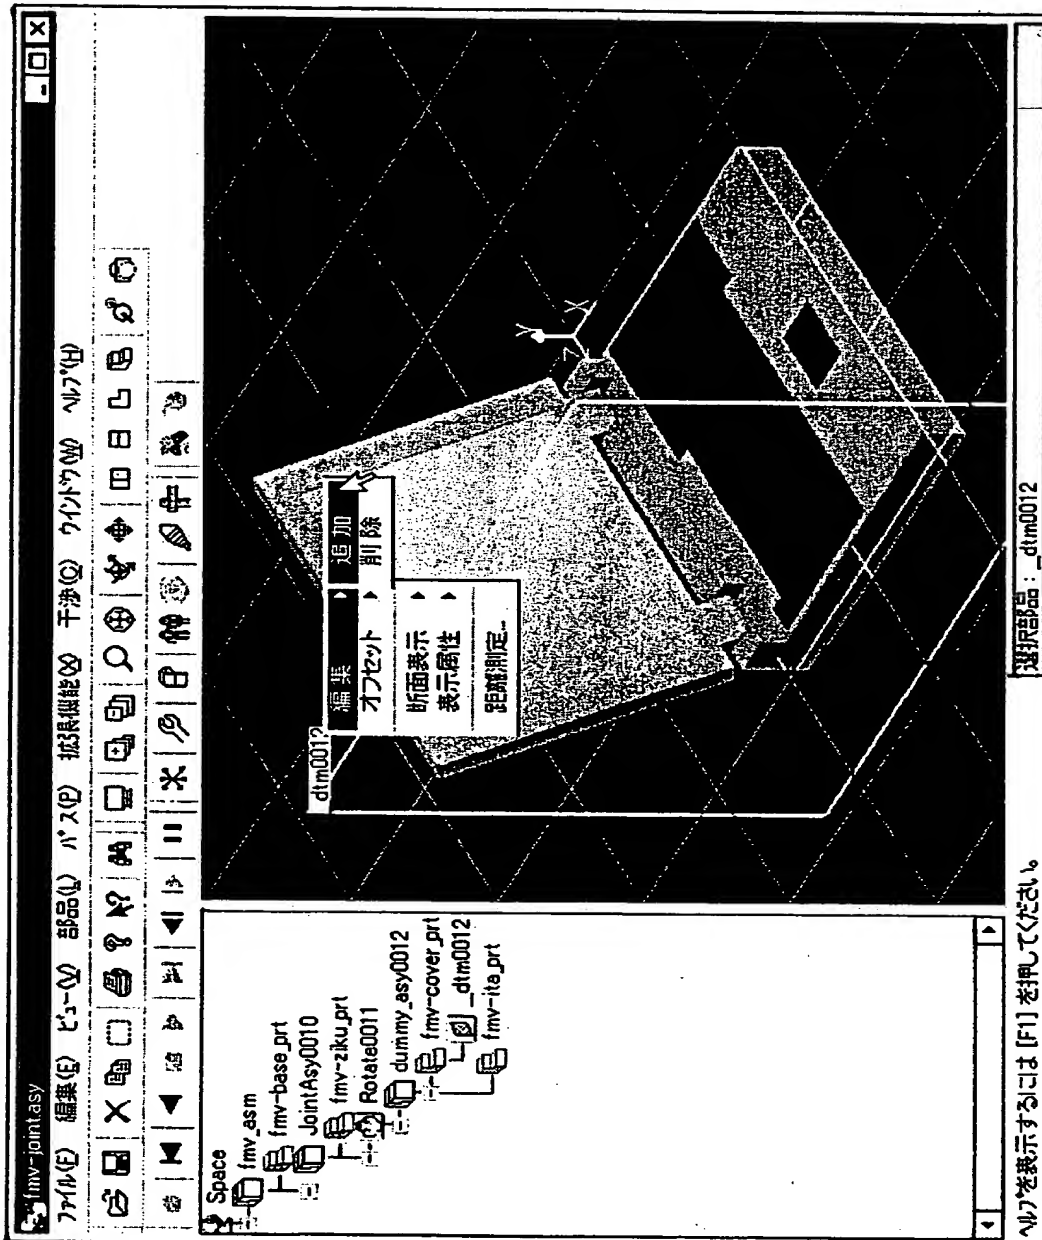 fmv-joint.asy
ファイル(F) 編集(E) ビュー(V) 部品(L) パス(P) 拡張機能(X) 干渉(O) ウインドウ(W) ヘルプ(H)
Space
fmv_asm
fmv-base_prt
JointAsy0010
fmv-ziku_prt
Rotate0011
dummy_asy0012
fmv-cover_prt
_dtm0012
fmv-ita_prt
dtm0012
編集
追加
オフセット
削除
断面表示
表示属性
距離測定...
Y
X
Z
ヘルプを表示するには [F1] を押してください。
選択部品 : _dtm0012